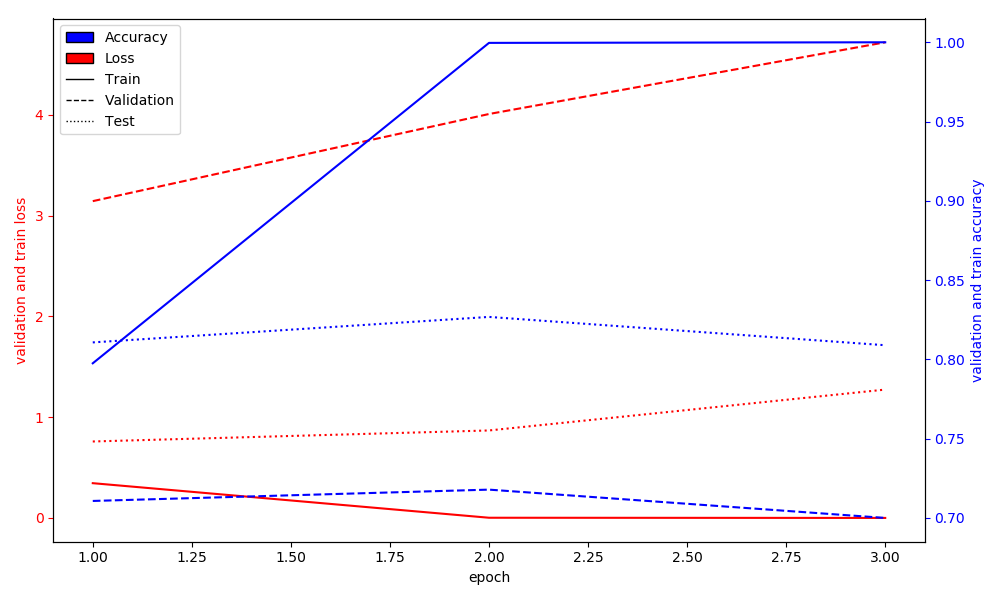 Accuracy
Loss
Train
Validation
Test
validation and train loss
4
3
2
1
0
1.00
0.95
0.90
0.85
0.80
0.75
0.70
validation and train accuracy
1.00 1.25 1.50 1.75 2.00 2.25 2.50 2.75 3.00
epoch